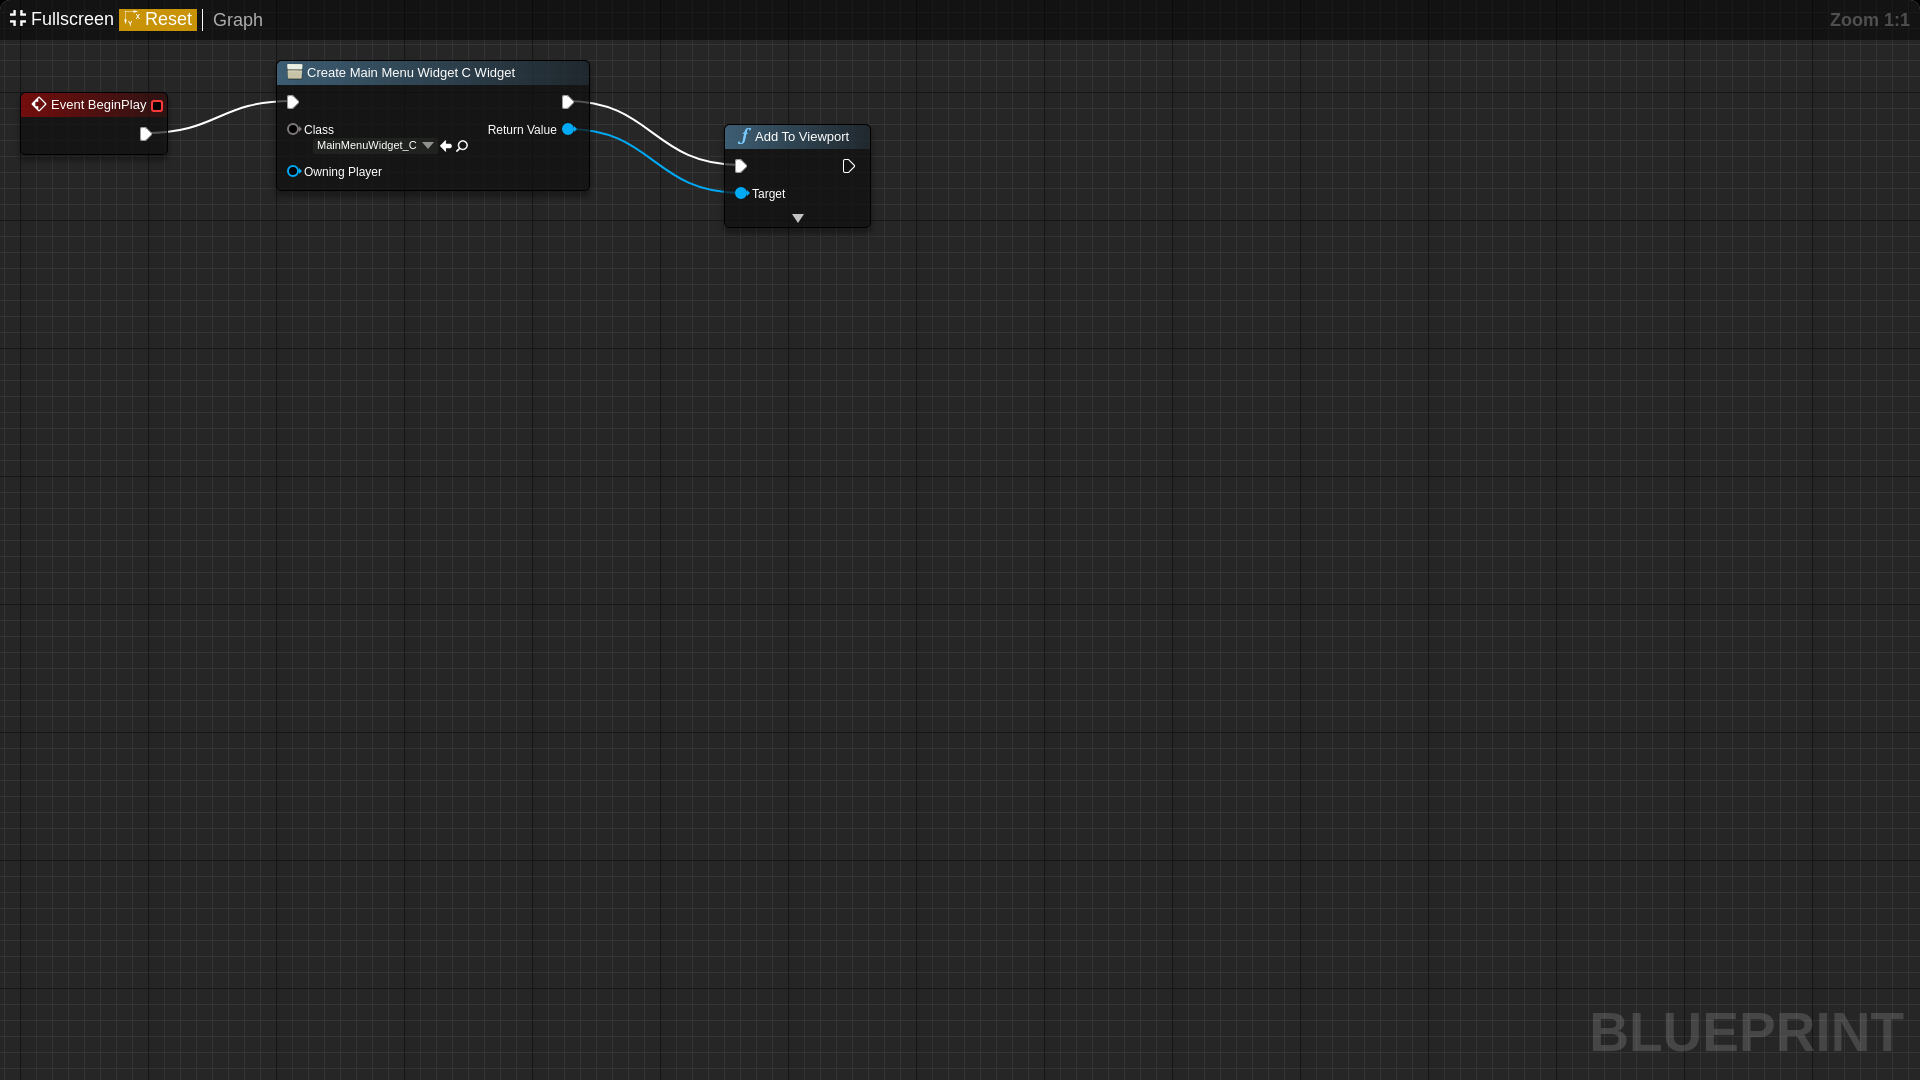 Fullscreen Reset Graph Zoom 1:1
Create Main Menu Widget C Widget
Event BeginPlay
Class Return Value
MainMenuWidget_C
Owning Player
Add To Viewport
Target
BLUEPRINT